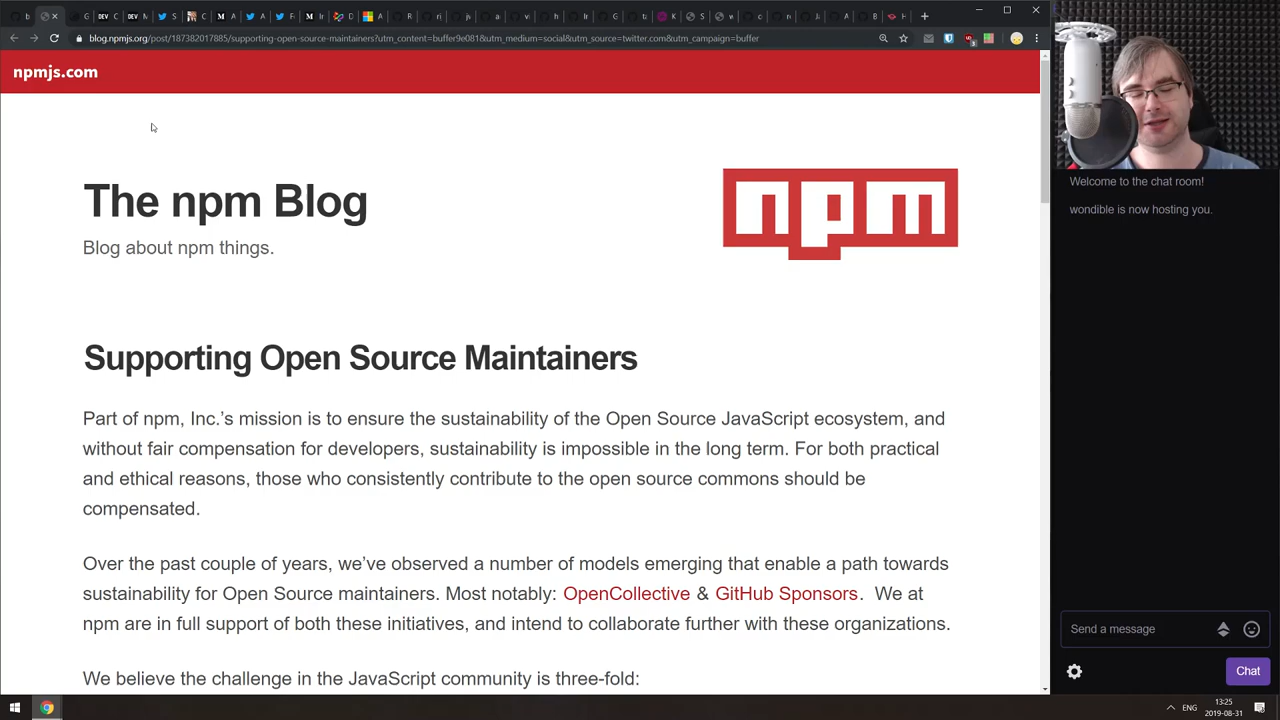 b
G
DEV C
DEV
S
C
A
A
F
Ir
D
A
R
blog.npmjs.org/post/187382017885/supporting-open-source-maintainers?utm_content=buffer9e081&utm_medium=social&utm_source=twitter.com&utm_campaign=buffer
npmjs.com
The npm Blog
Blog about npm things.
npm
Supporting Open Source Maintainers
Part of npm, Inc.’s mission is to ensure the sustainability of the Open Source JavaScript ecosystem, and
without fair compensation for developers, sustainability is impossible in the long term. For both practical
and ethical reasons, those who consistently contribute to the open source commons should be
compensated.
Over the past couple of years, we’ve observed a number of models emerging that enable a path towards
sustainability for Open Source maintainers. Most notably: OpenCollective & GitHub Sponsors.  We at
npm are in full support of both these initiatives, and intend to collaborate further with these organizations.
We believe the challenge in the JavaScript community is three-fold:
Welcome to the chat room!
wondible is now hosting you.
Send a message
Chat
ENG
13:25
2019-08-31